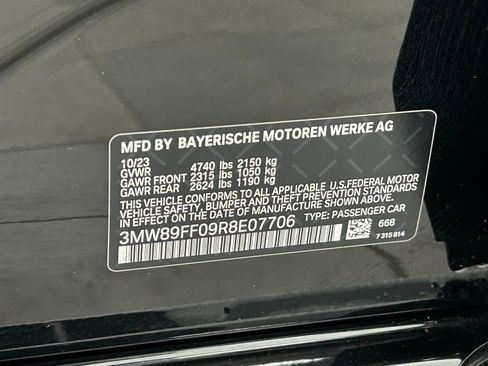 MFD BY BAYERISCHE MOTOREN WERKE AG
10/23
GVWR 4740 lbs 2150 kg
GAWR FRONT 2315 lbs 1050 kg
GAWR REAR 2624 lbs 1190 kg
THIS VEHICLE CONFORMS TO ALL APPLICABLE U.S.FEDERAL MOTOR
VEHICLE SAFETY, BUMPER, AND THEFT PREVENTION STANDARDS
IN EFFECT ON THE DATE OF MANUFACTURE SHOWN ABOVE.
3MW89FF09R8E07706 TYPE: PASSENGER CAR
668
7 315 814